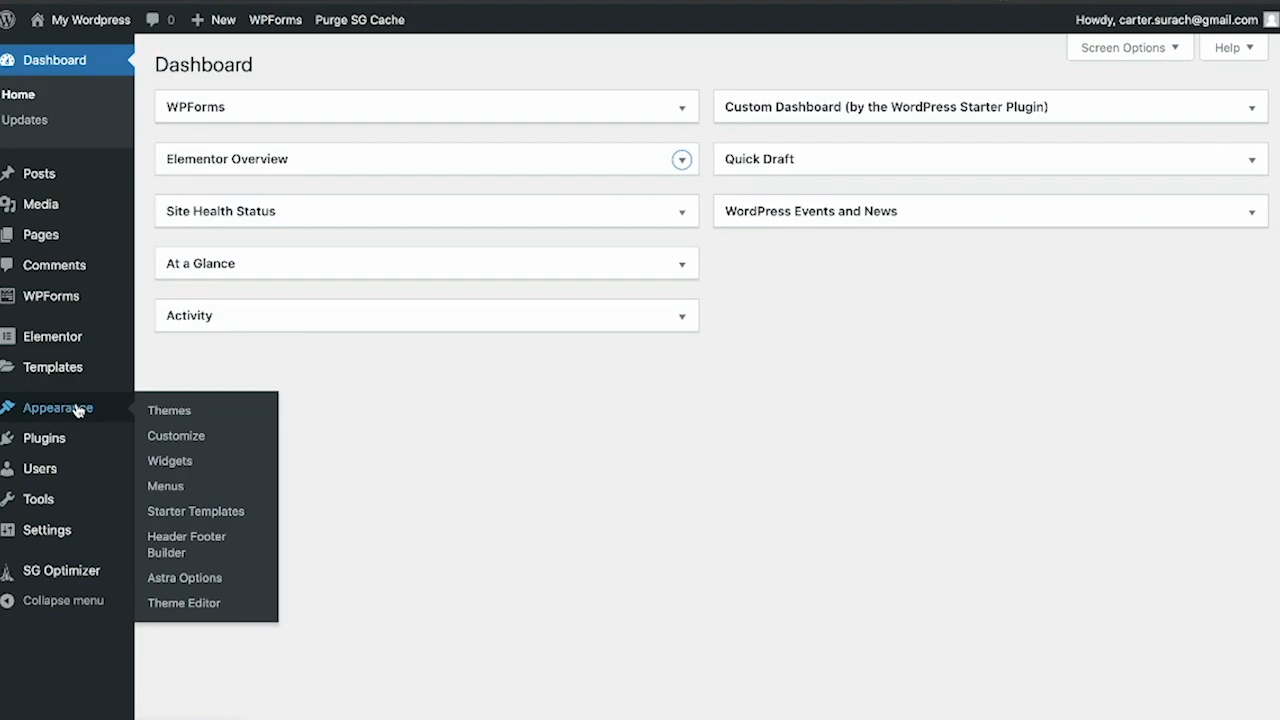 My Wordpress 0 New WPForms Purge SG Cache Howdy, carter.surach@gmail.com
Dashboard
Home
Updates
Posts
Media
Pages
Comments
WPForms
Elementor
Templates
Appearance
Plugins
Users
Tools
Settings
SG Optimizer
Collapse menu
Themes
Customize
Widgets
Menus
Starter Templates
Header Footer
Builder
Astra Options
Theme Editor
Screen Options Help
Dashboard
WPForms
Elementor Overview
Site Health Status
At a Glance
Activity
Custom Dashboard (by the WordPress Starter Plugin)
Quick Draft
WordPress Events and News